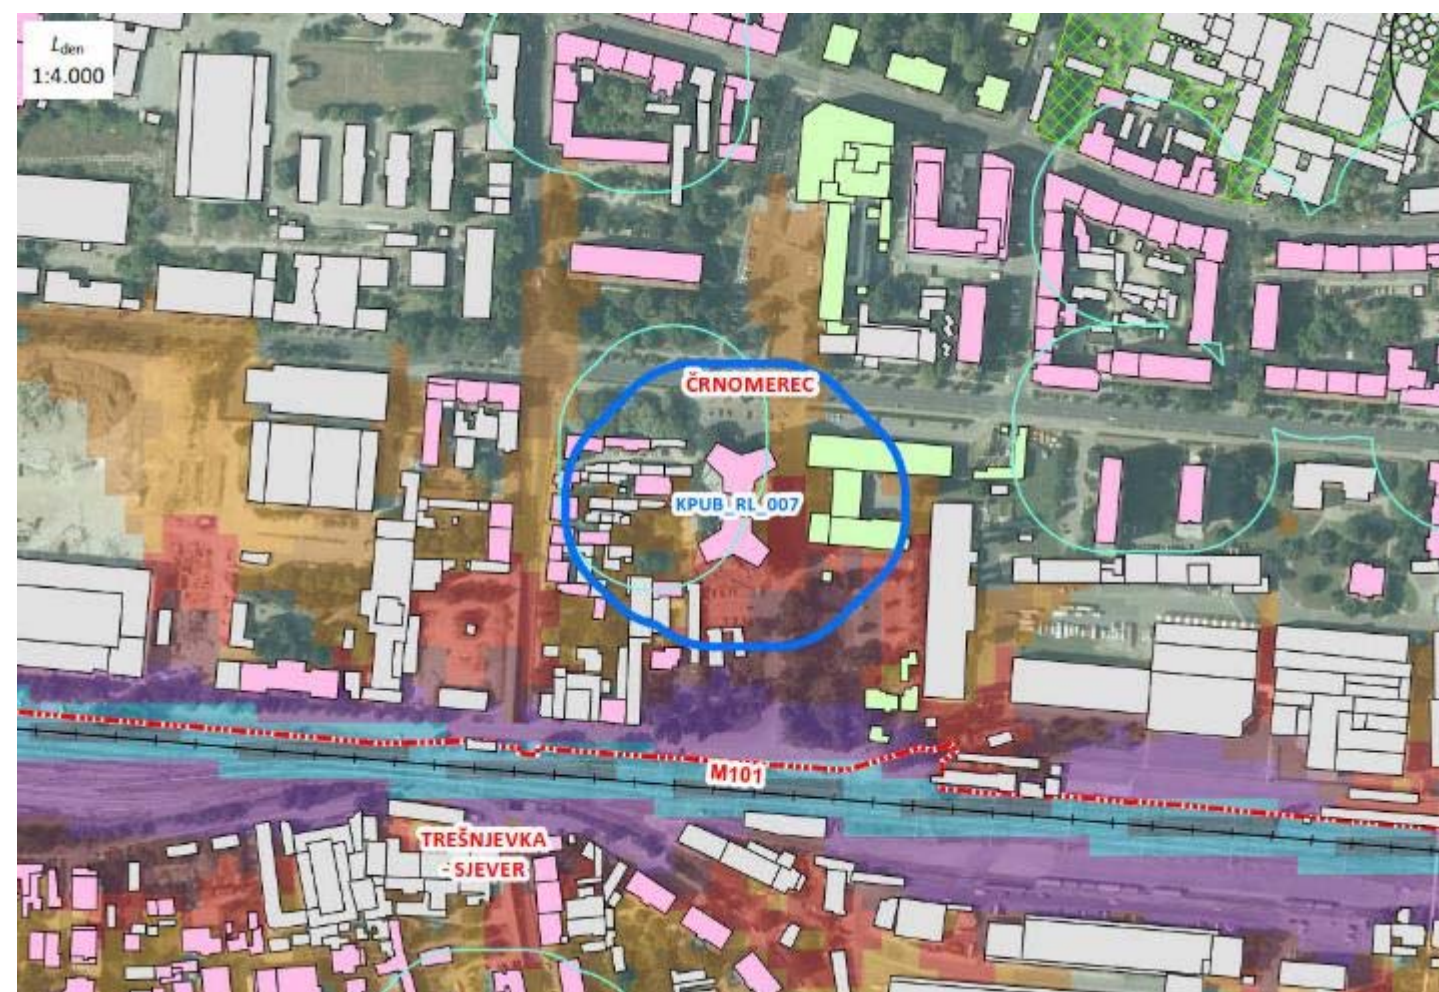 Lden
1:4.000
ČRNOMEREC
KPUB_RL_007
M101
TREŠNJEVKA
- SJEVER